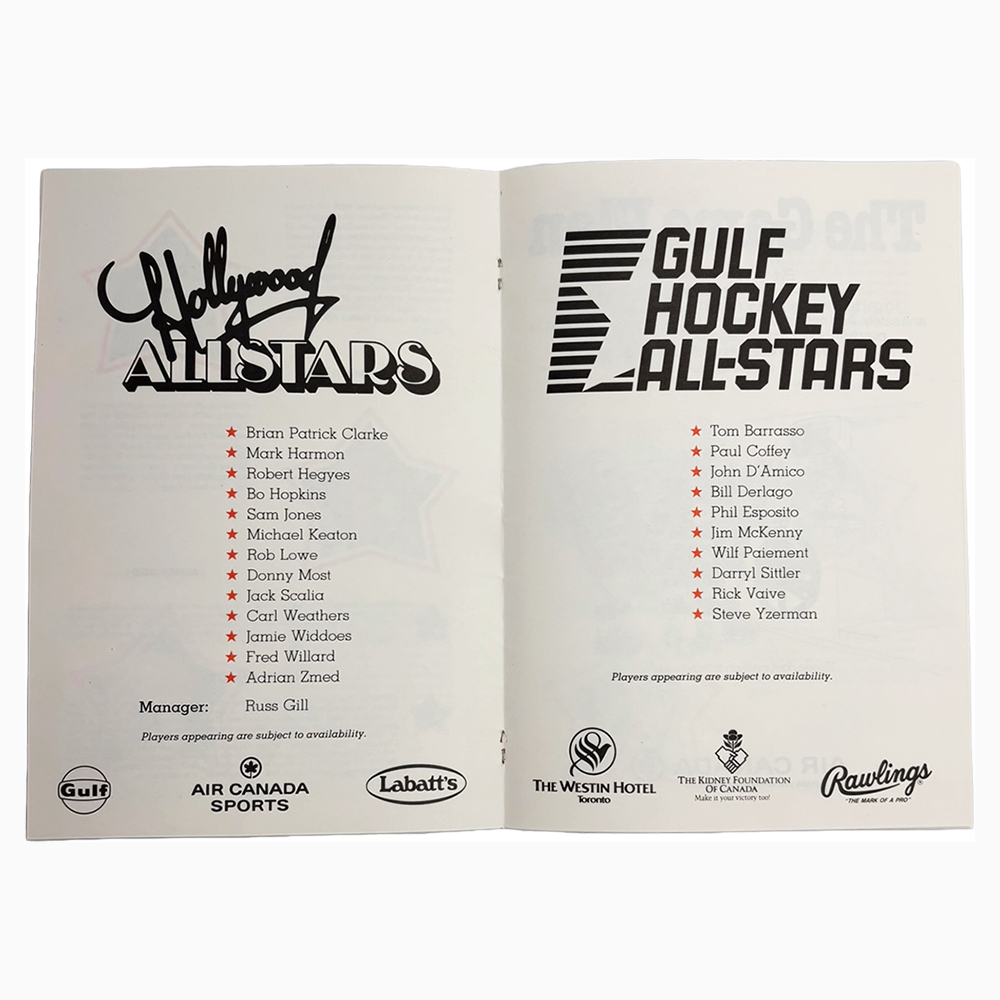 Hollywood
ALLSTARS
Brian Patrick Clarke
Mark Harmon
Robert Hegyes
Bo Hopkins
Sam Jones
Michael Keaton
Rob Lowe
Donny Most
Jack Scalia
Carl Weathers
Jamie Widdoes
Fred Willard
Adrian Zmed
Manager: Russ Gill
Players appearing are subject to availability.
Gulf
AIR CANADA
SPORTS
Labatt's
GULF
HOCKEY
ALL-STARS
Tom Barrasso
Paul Coffey
John D'Amico
Bill Derlago
Phil Esposito
Jim McKenny
Wilf Paiement
Darryl Sittler
Rick Vaive
Steve Yzerman
Players appearing are subject to availability.
THE WESTIN HOTEL
Toronto
THE KIDNEY FOUNDATION
OF CANADA
Make it your victory too!
Rawlings®
"THE MARK OF A PRO"